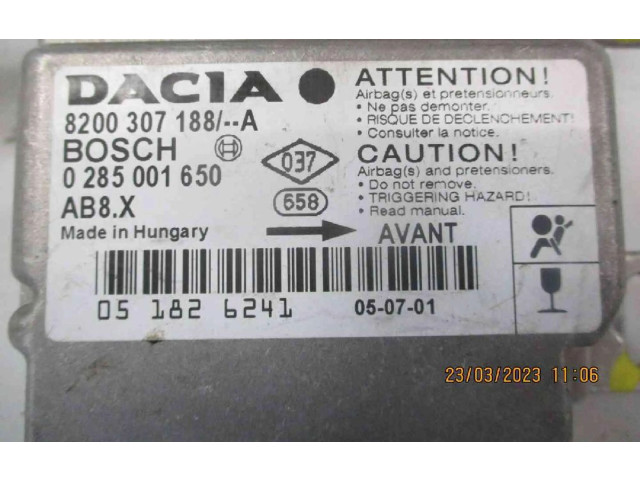 DACIA
8200 307 188/--A
BOSCH
0 285 001 650
AB8.X
Made in Hungary
037
658
ATTENTION!
Airbag(s) et pretensionneurs.
• Ne pas demonter.
• RISQUE DE DECLENCHEMENT!
• Consulter la notice.
CAUTION!
Airbag(s) and pretensioners.
• Do not remove.
• TRIGGERING HAZARD!
• Read manual.
AVANT
05 182 6241
05-07-01
23/03/2023 11:06